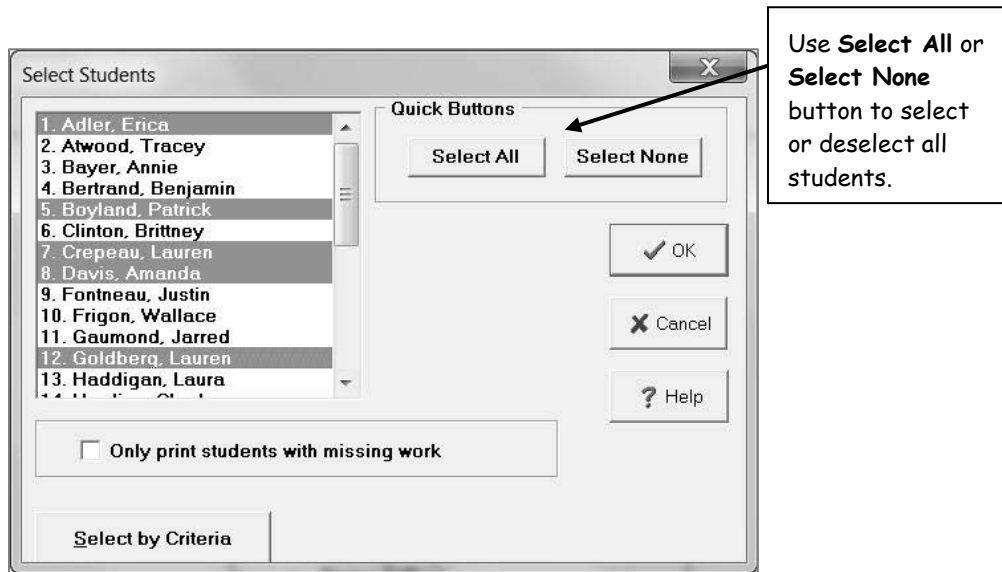 Select Students
X
Use Select All or
Select None
button to select
or deselect all
students.
1. Adler, Erica
2. Atwood, Tracey
3. Bayer, Annie
4. Bertrand, Benjamin
5. Boyland, Patrick
6. Clinton, Brittney
7. Crepeau, Lauren
8. Davis, Amanda
9. Fontneau, Justin
10. Frigon, Wallace
11. Gaumond, Jarred
12. Goldberg, Lauren
13. Haddigan, Laura
Quick Buttons
Select All
Select None
OK
Cancel
? Help
Only print students with missing work
Select by Criteria